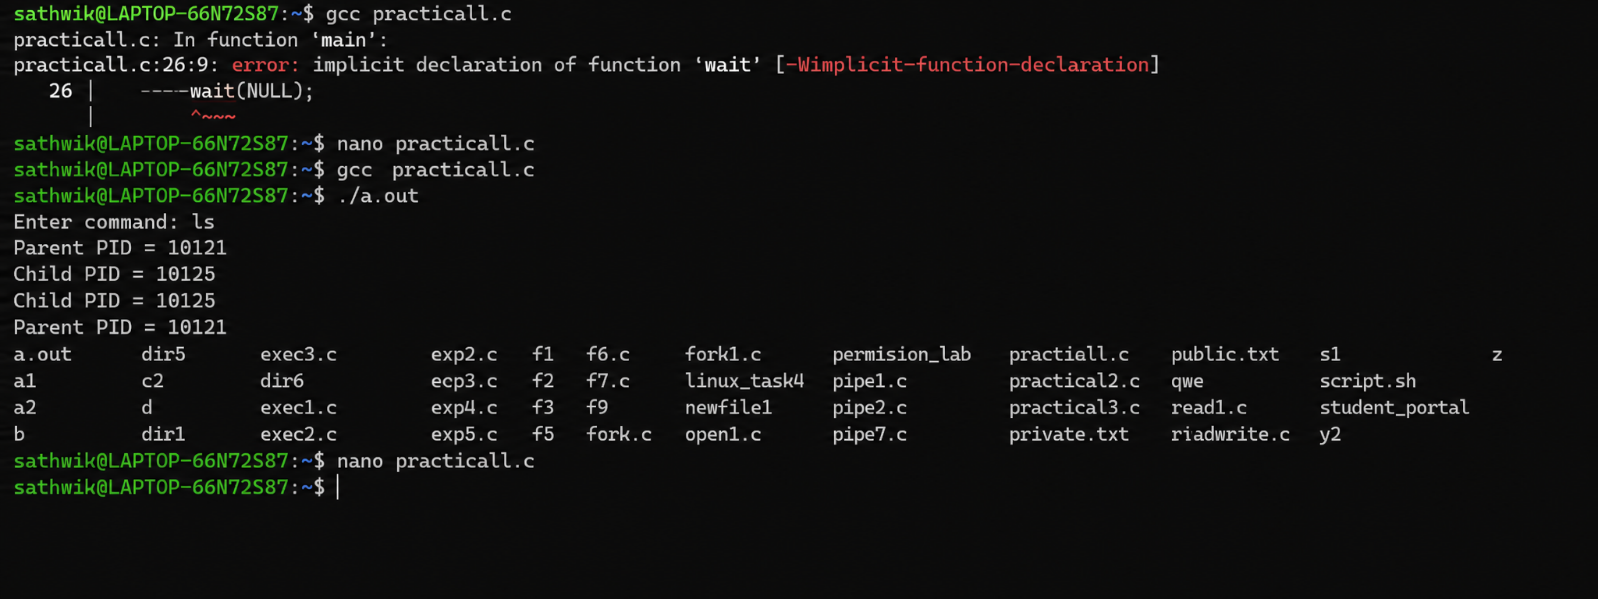 sathwik@LAPTOP-66N72S87:~$ gcc practicall.c
practicall.c: In function ‘main’:
practicall.c:26:9: error: implicit declaration of function ‘wait’ [-Wimplicit-function-declaration]
   26 |    ----wait(NULL);
      |        ^~~~
sathwik@LAPTOP-66N72S87:~$ nano practicall.c
sathwik@LAPTOP-66N72S87:~$ gcc  practicall.c
sathwik@LAPTOP-66N72S87:~$ ./a.out
Enter command: ls
Parent PID = 10121
Child PID = 10125
Child PID = 10125
Parent PID = 10121
a.out dir5 exec3.c exp2.c f1 f6.c fork1.c permision_lab practiall.c public.txt s1 z
a1 c2 dir6 ecp3.c f2 f7.c linux_task4 pipe1.c practical2.c qwe script.sh
a2 d exec1.c exp4.c f3 f9 newfile1 pipe2.c practical3.c read1.c student_portal
b dir1 exec2.c exp5.c f5 fork.c open1.c pipe7.c private.txt riadwrite.c y2
sathwik@LAPTOP-66N72S87:~$ nano practicall.c
sathwik@LAPTOP-66N72S87:~$